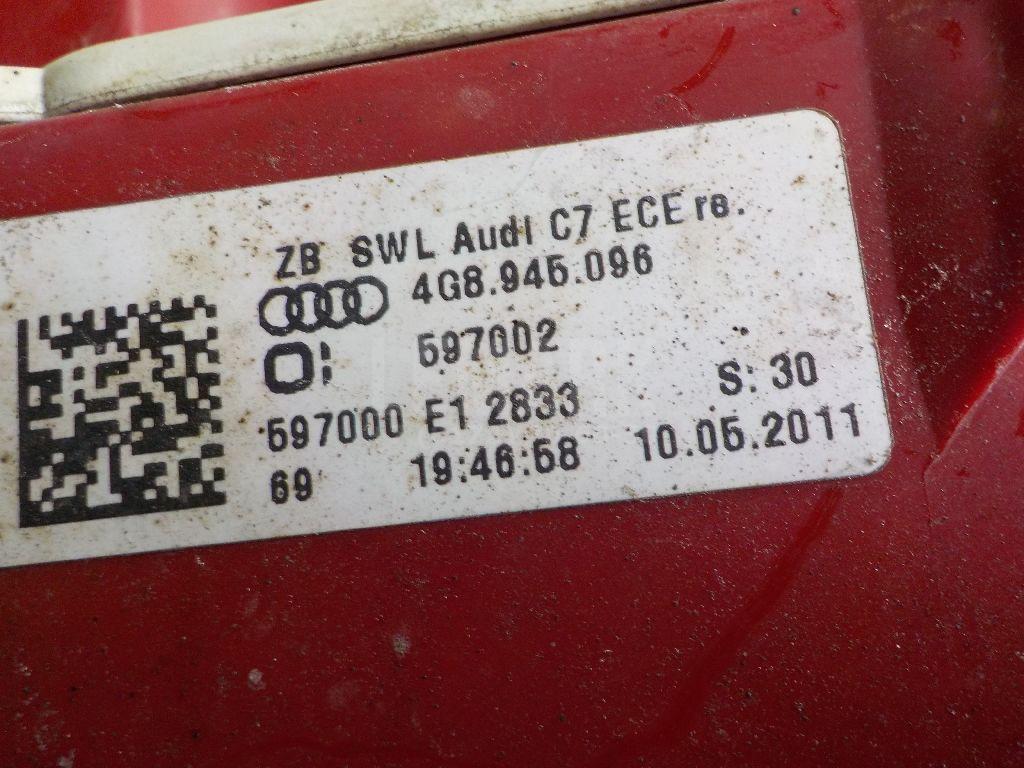 ZB SWL Audi C7 ECE re.
4G8.945.096
597002
597000 E1 2833 S: 30
69 19:46:58 10.05.2011